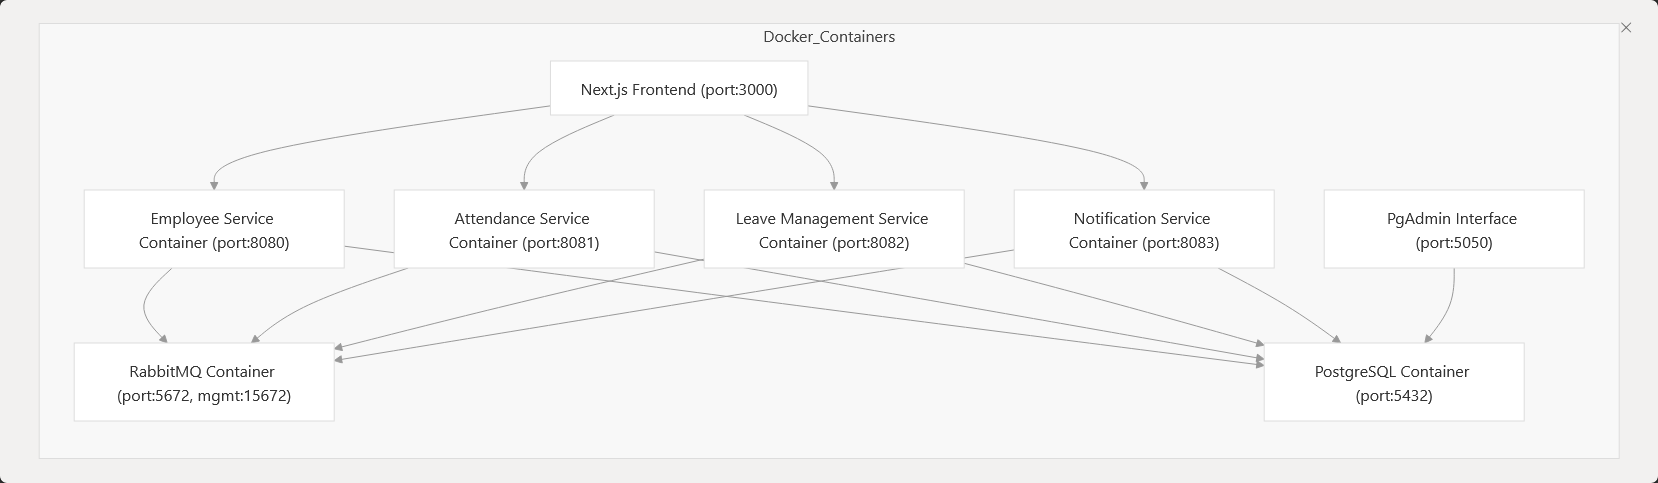 Docker_Containers
Next.js Frontend (port:3000)
Employee Service
Container (port:8080)
Attendance Service
Container (port:8081)
Leave Management Service
Container (port:8082)
Notification Service
Container (port:8083)
PgAdmin Interface
(port:5050)
RabbitMQ Container
(port:5672, mgmt:15672)
PostgreSQL Container
(port:5432)